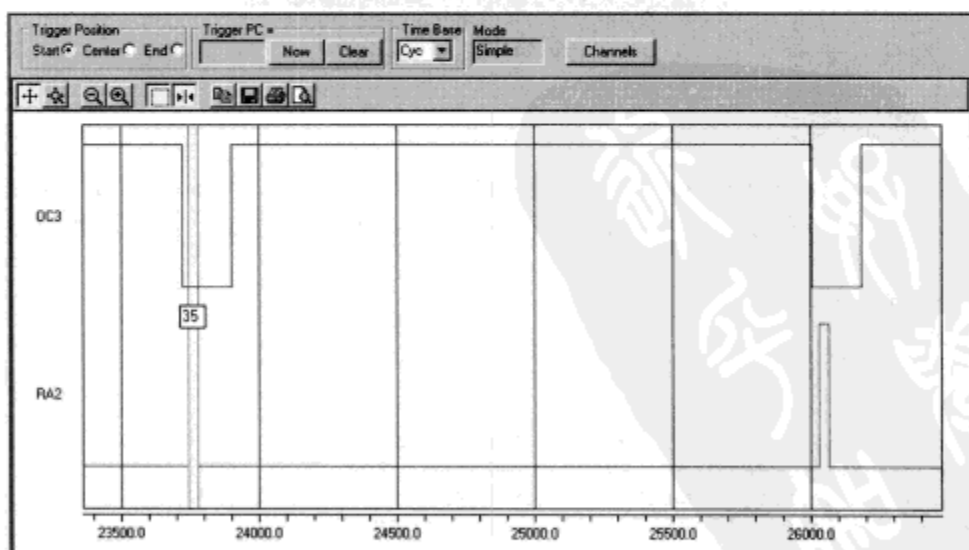 Trigger Position
Start Center End
Trigger PC =
Now Clear
Time Base
Cyc
Mode
Simple
Channels
OC3
35
RA2
23500.0 24000.0 24500.0 25000.0 25500.0 26000.0